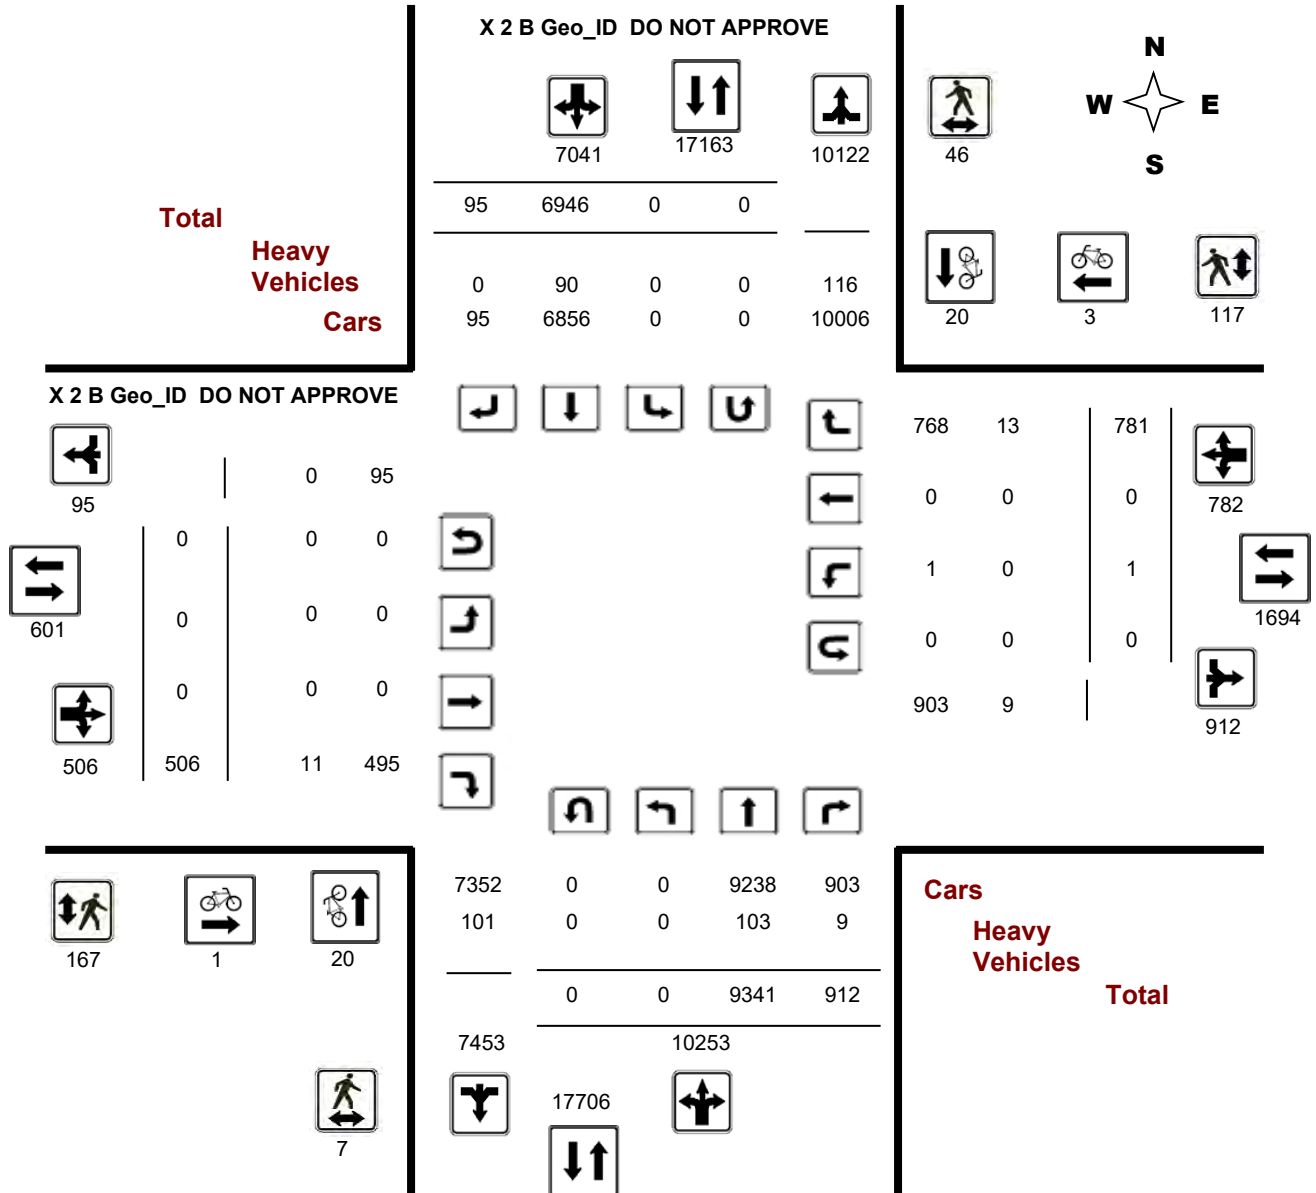 X 2 B Geo_ID DO NOT APPROVE
N
W E
S
7041 17163 10122 46
95 6946 0 0
Total
Heavy
Vehicles 0 90 0 0 116
Cars 95 6856 0 0 10006
20 3 117
X 2 B Geo_ID DO NOT APPROVE
768 13 781
0 95
95
0 0 0
782
0 0 0
601
0 0 0
1 0 1
1694
0 0 0
0 0 0
903 9
912
506 506 11 495
7352 0 0 9238 903
101 0 0 103 9
Cars
Heavy
Vehicles
Total
167 1 20
0 0 9341 912
7453 10253
17706
7